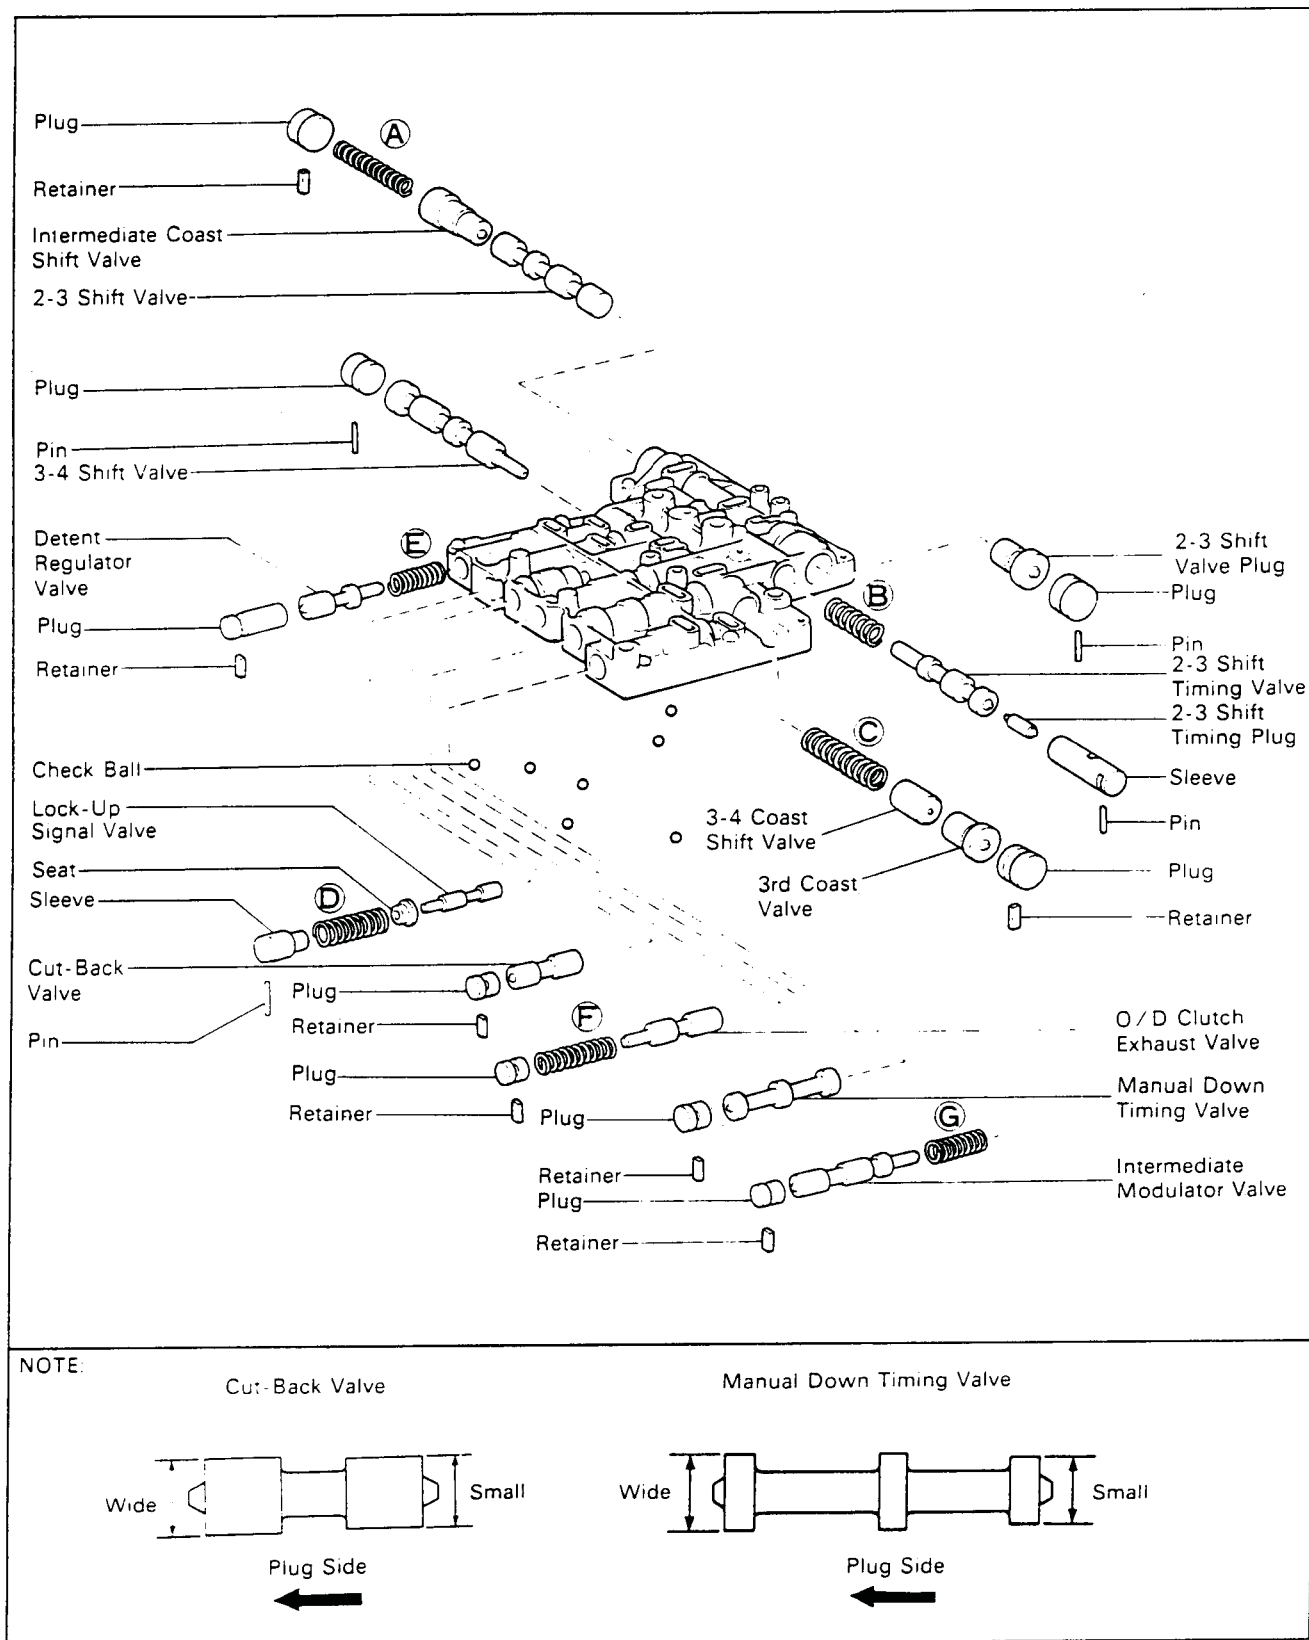 Plug
A
Retainer
Intermediate Coast
Shift Valve
2-3 Shift Valve
Plug
Pin
3-4 Shift Valve
Detent
Regulator
Valve
E
Plug
Retainer
2-3 Shift
Valve Plug
Plug
B
Pin
2-3 Shift
Timing Valve
2-3 Shift
Timing Plug
C
Sleeve
3-4 Coast
Shift Valve
Pin
3rd Coast
Valve
Plug
Retainer
Check Ball
Lock-Up
Signal Valve
Seat
Sleeve
D
Cut-Back
Valve
Pin
Plug
Retainer
F
Plug
Retainer
O/D Clutch
Exhaust Valve
Plug
Manual Down
Timing Valve
G
Retainer
Plug
Intermediate
Modulator Valve
Retainer
NOTE:
Cut-Back Valve
Wide
Small
Plug Side
Manual Down Timing Valve
Wide
Small
Plug Side